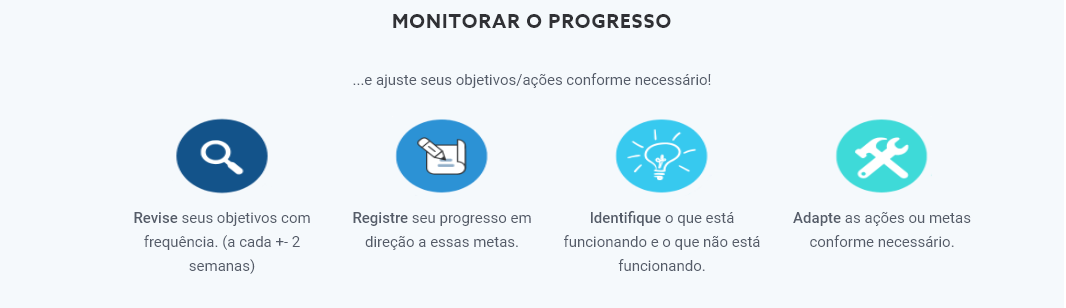 MONITORAR O PROGRESSO
...e ajuste seus objetivos/ações conforme necessário!
Revise seus objetivos com
frequência. (a cada +- 2
semanas)
Registre seu progresso em
direção a essas metas.
Identifique o que está
funcionando e o que não está
funcionando.
Adapte as ações ou metas
conforme necessário.